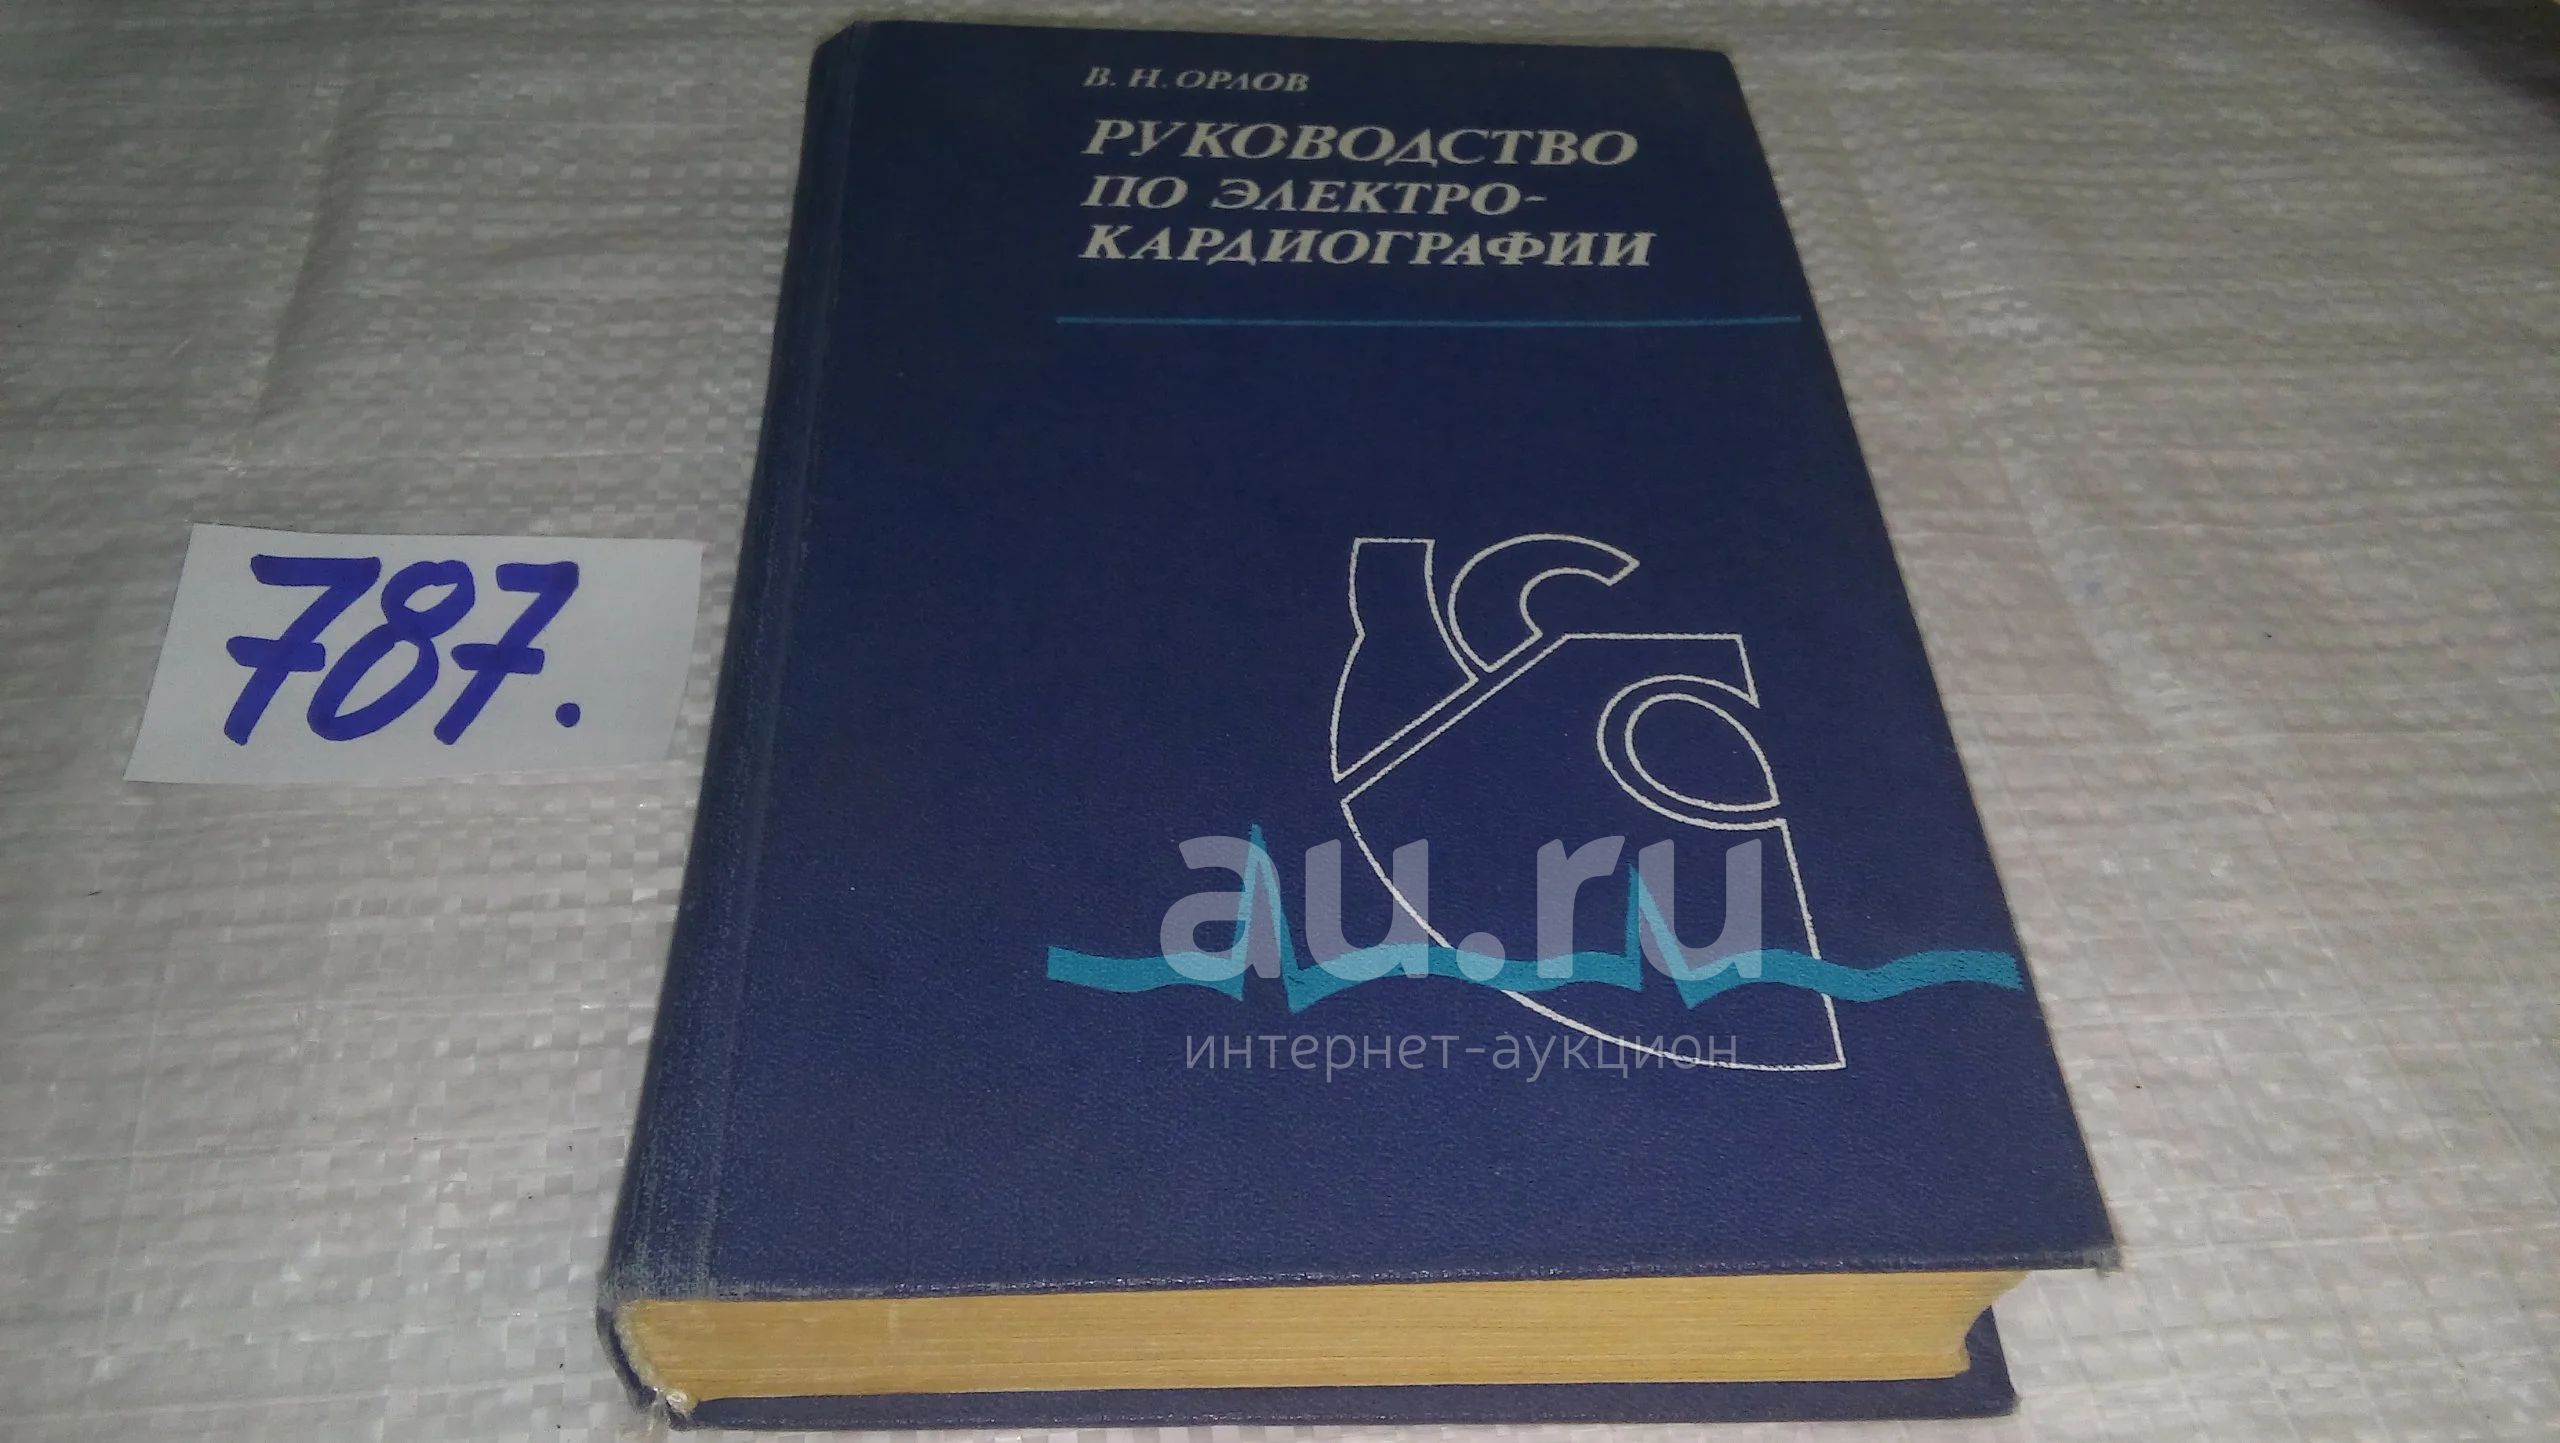 В. Н. ОРЛОВ
РУКОВОДСТВО
ПО ЭЛЕКТРО-
КАРДИОГРАФИИ
787.
au.ru
интернет-аукцион